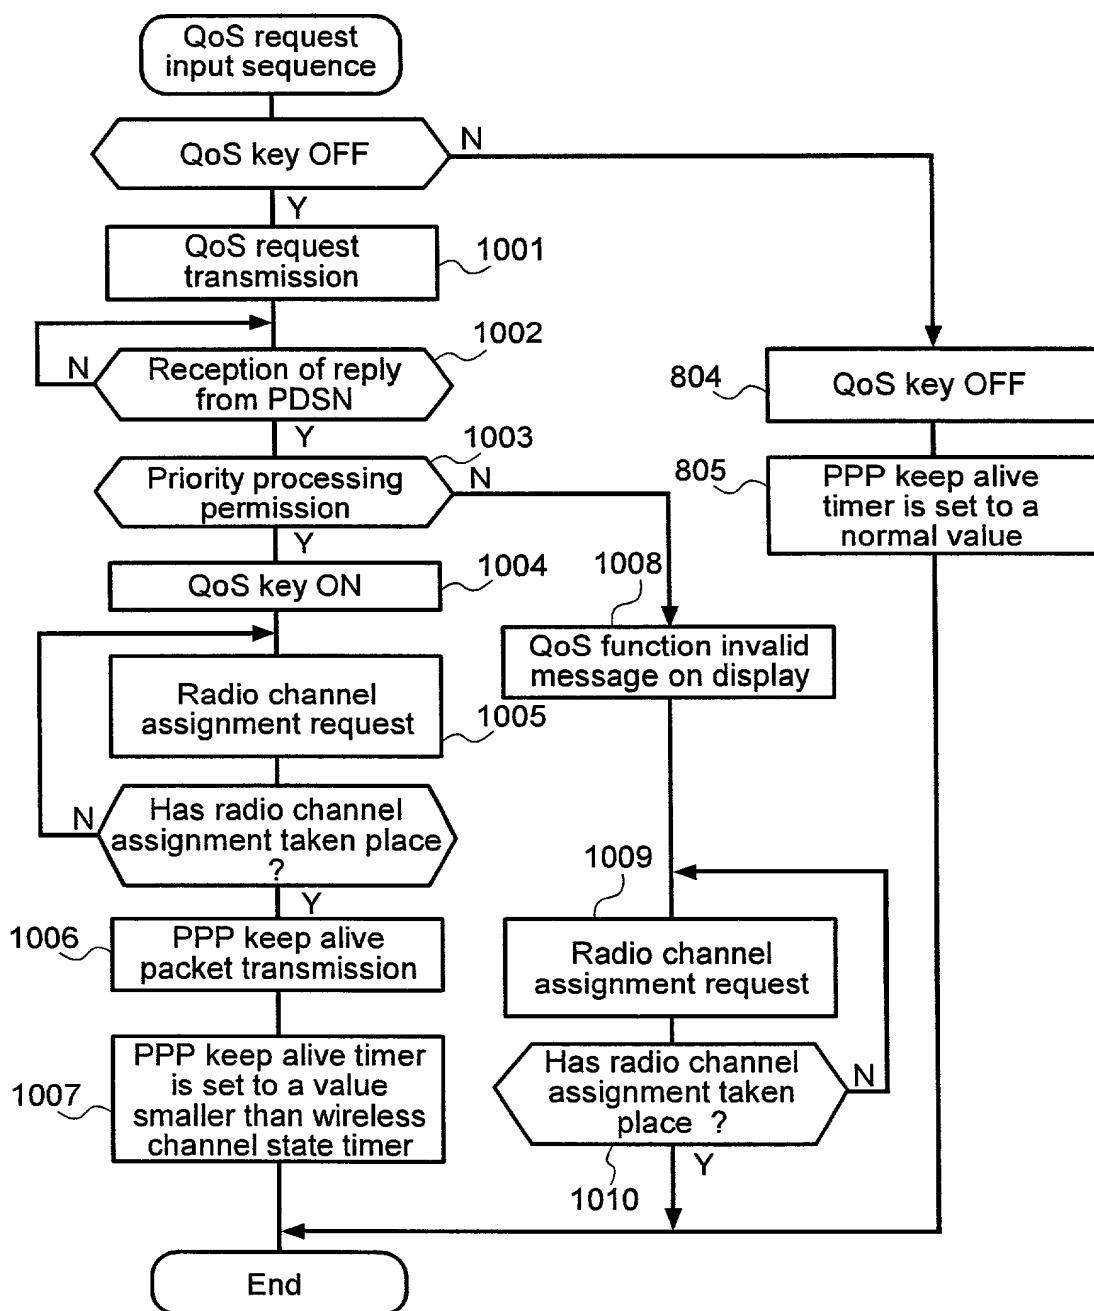 QoS request
input sequence
QoS key OFF
N
Y
QoS request
transmission
1001
1002
N
Reception of reply
from PDSN
Y
1003
Priority processing
permission
N
Y
QoS key ON
1004
Radio channel
assignment request
1005
Has radio channel
assignment taken place
?
N
Y
1006
PPP keep alive
packet transmission
1007
PPP keep alive timer
is set to a value
smaller than wireless
channel state timer
1008
QoS function invalid
message on display
1009
Radio channel
assignment request
Has radio channel
assignment taken
place ?
N
1010
Y
804
QoS key OFF
805
PPP keep alive
timer is set to a
normal value
End